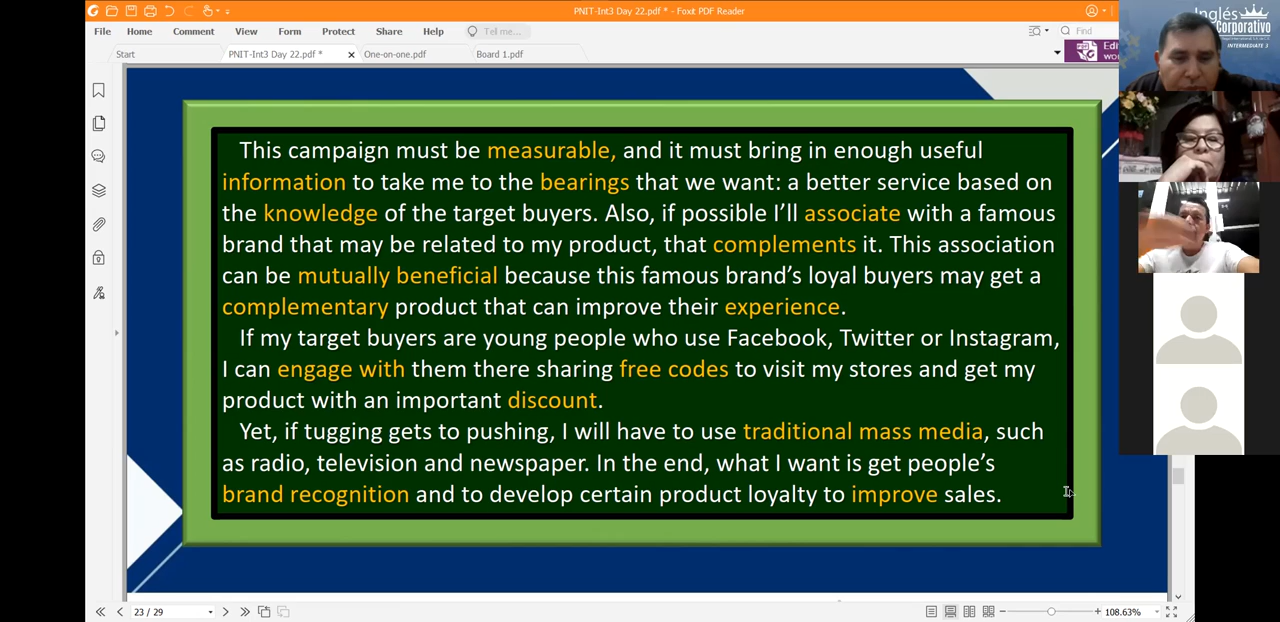 PNIT-Int3 Day 22.pdf * - Foxit PDF Reader
File Home Comment View Form Protect Share Help Tell me... Find
Start PNIT-Int3 Day 22.pdf * One-on-one.pdf Board 1.pdf
Inglés
Corporativo
INTERMEDIATE 3
This campaign must be measurable, and it must bring in enough useful
information to take me to the bearings that we want: a better service based on
the knowledge of the target buyers. Also, if possible I'll associate with a famous
brand that may be related to my product, that complements it. This association
can be mutually beneficial because this famous brand's loyal buyers may get a
complementary product that can improve their experience.
If my target buyers are young people who use Facebook, Twitter or Instagram,
I can engage with them there sharing free codes to visit my stores and get my
product with an important discount.
Yet, if tugging gets to pushing, I will have to use traditional mass media, such
as radio, television and newspaper. In the end, what I want is get people's
brand recognition and to develop certain product loyalty to improve sales.
23 / 29 108.63%